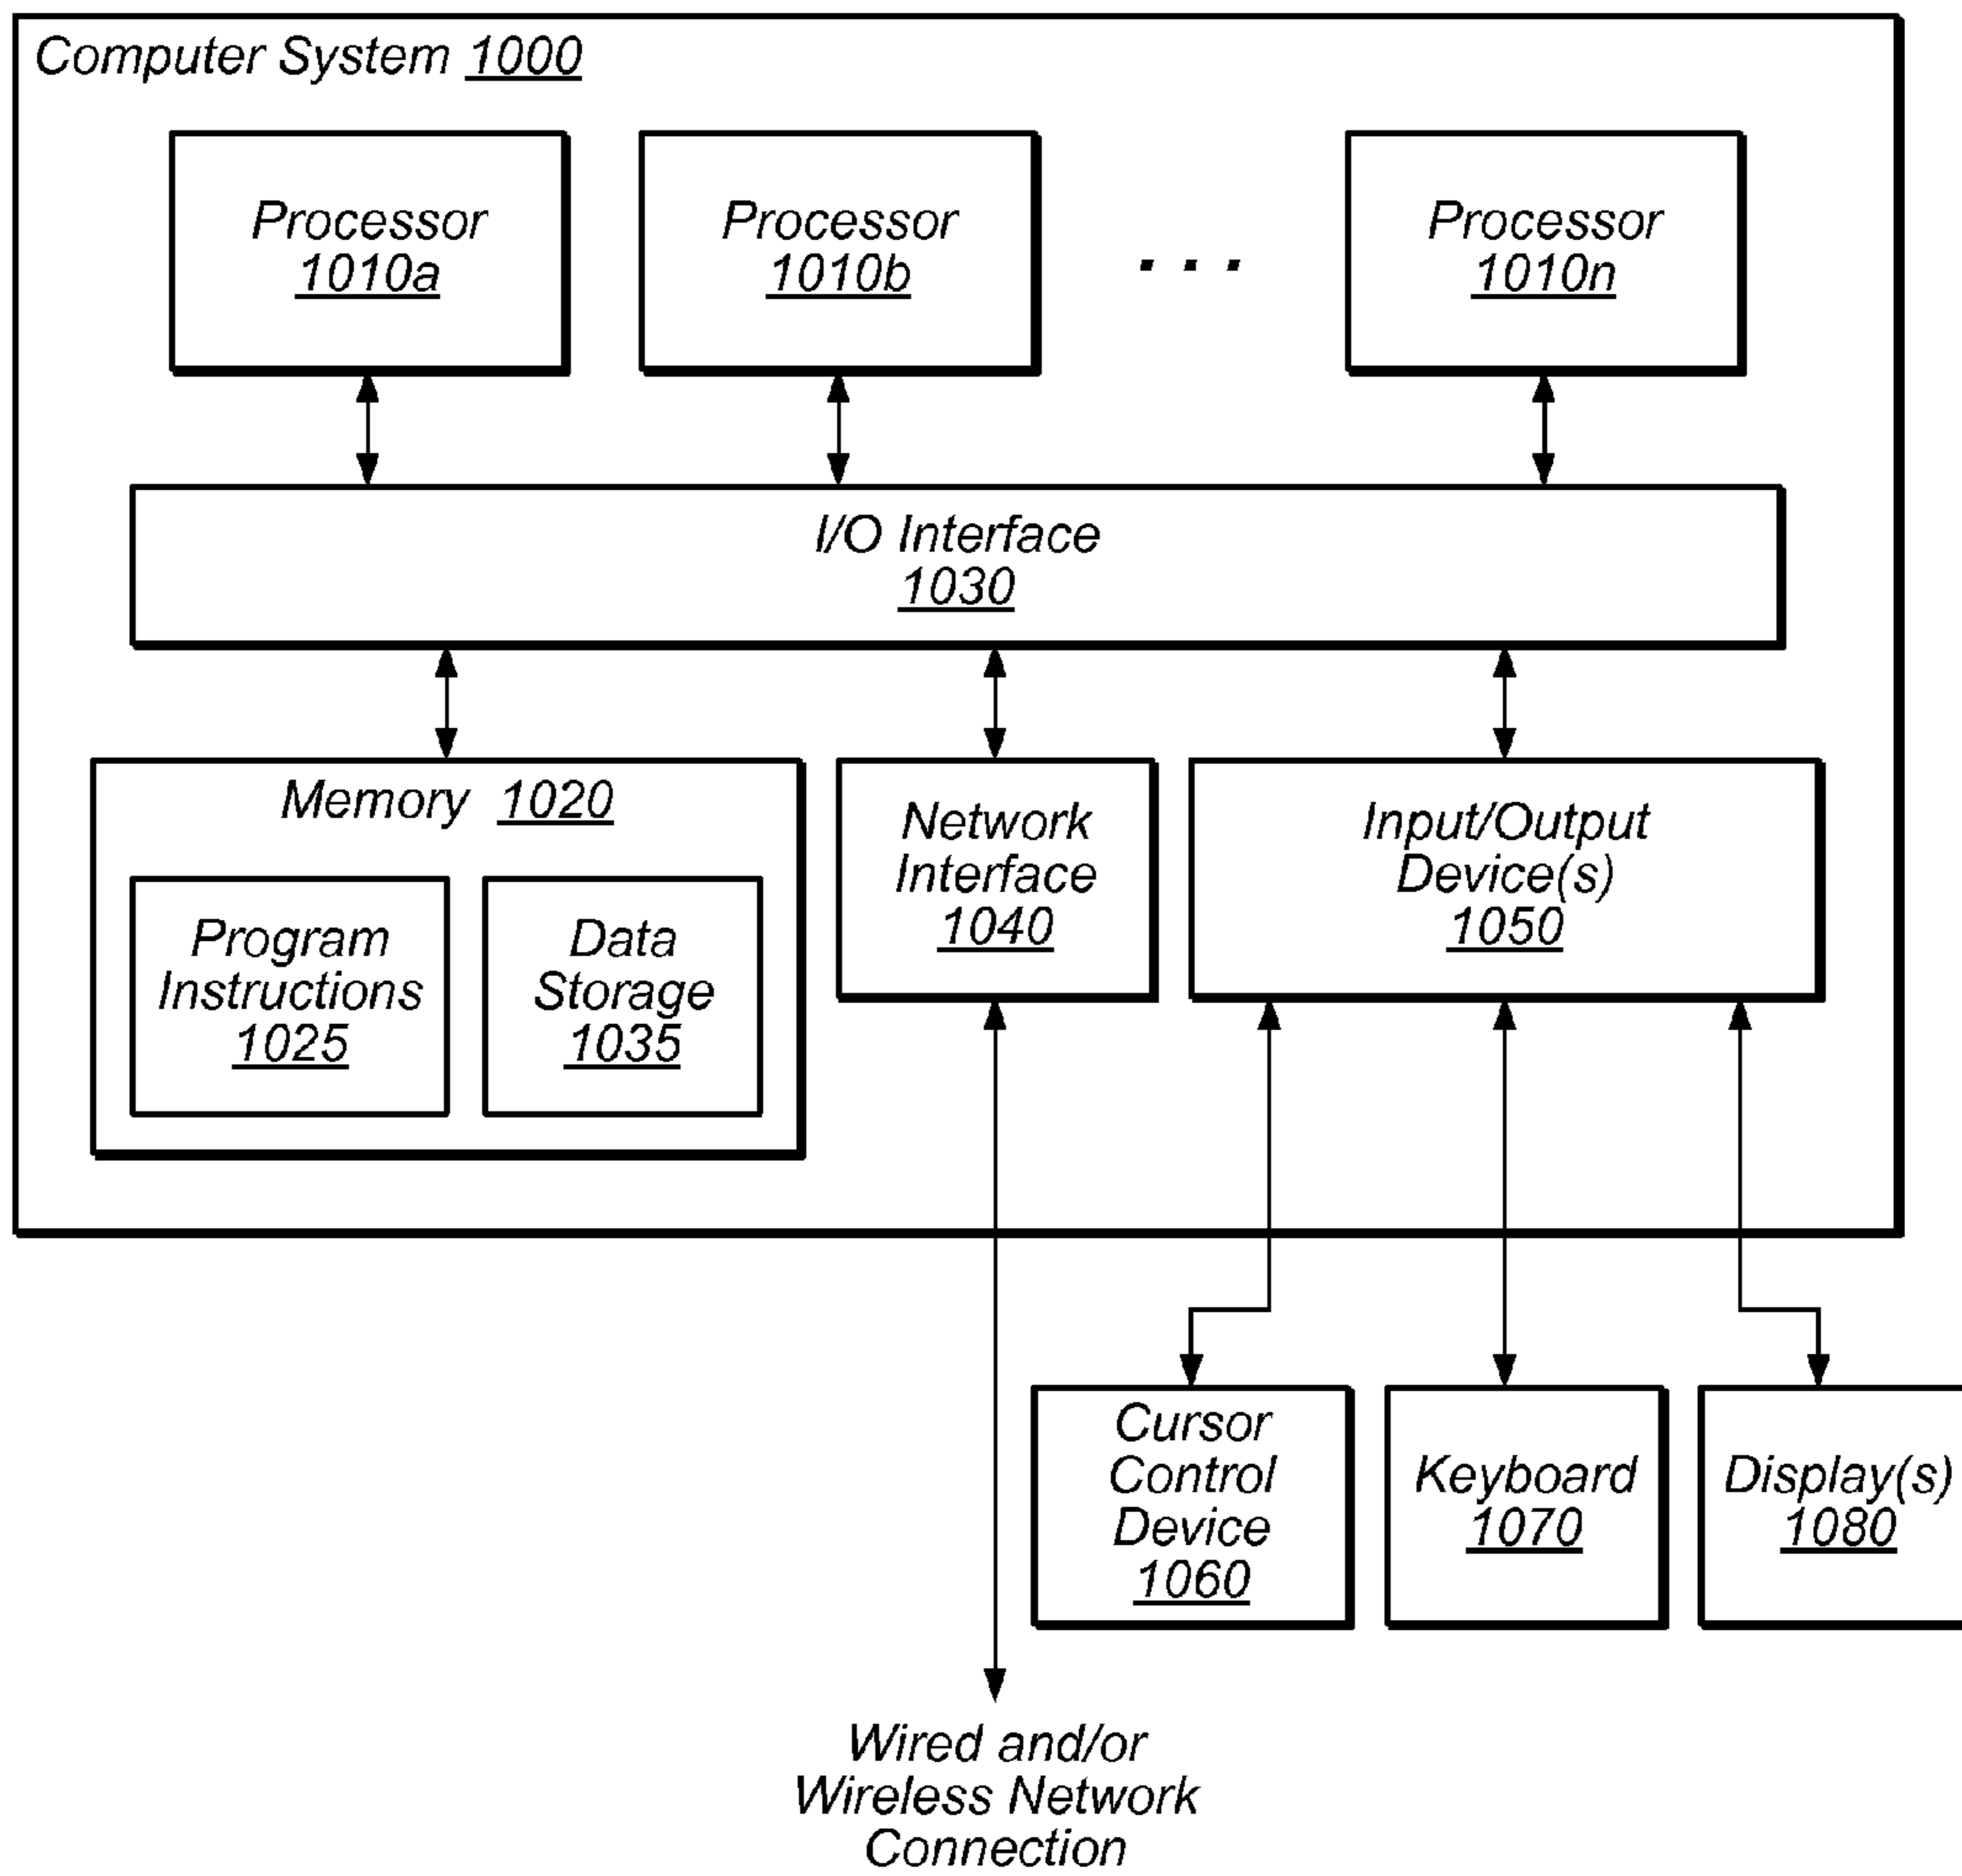 Computer System 1000
Processor
1010a
Processor
1010b
. . .
Processor
1010n
I/O Interface
1030
Memory 1020
Program
Instructions
1025
Data
Storage
1035
Network
Interface
1040
Input/Output
Device(s)
1050
Cursor
Control
Device
1060
Keyboard
1070
Display(s)
1080
Wired and/or
Wireless Network
Connection